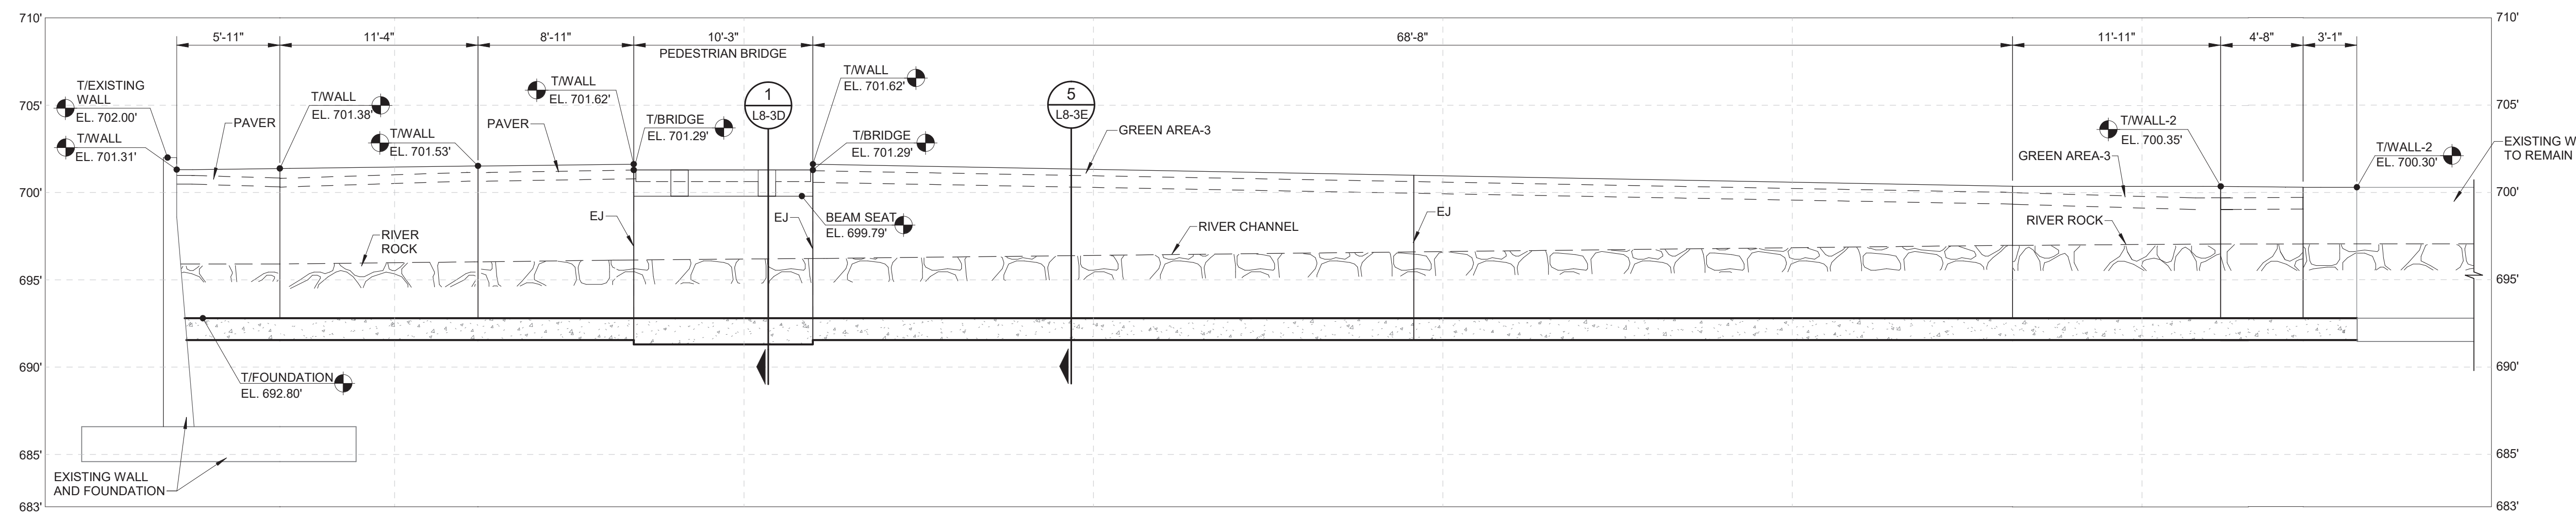 710'
710'
5'-11"
11'-4"
8'-11"
10'-3"
68'-8"
11'-11"
4'-8"
3'-1"
PEDESTRIAN BRIDGE
T/EXISTING
WALL
EL. 702.00'
T/WALL
EL. 701.31'
PAVER
T/WALL
EL. 701.38'
T/WALL
EL. 701.53'
PAVER
T/WALL
EL. 701.62'
T/BRIDGE
EL. 701.29'
1
L8-3D
T/WALL
EL. 701.62'
T/BRIDGE
EL. 701.29'
5
L8-3E
GREEN AREA-3
T/WALL-2
EL. 700.35'
GREEN AREA-3
T/WALL-2
EL. 700.30'
EXISTING W
TO REMAIN
705'
705'
700'
700'
EJ
EJ
BEAM SEAT
EL. 699.79'
EJ
RIVER
ROCK
RIVER CHANNEL
RIVER ROCK
695'
695'
690'
690'
T/FOUNDATION
EL. 692.80'
685'
685'
EXISTING WALL
AND FOUNDATION
683'
683'